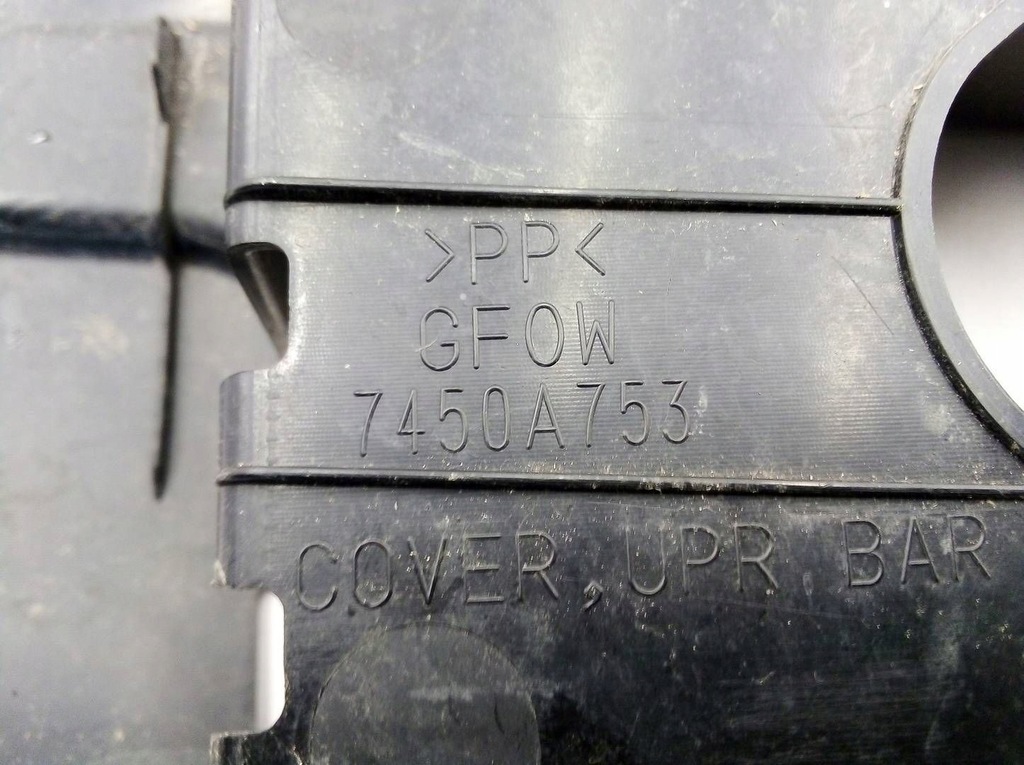 >PP<
GF0W
7450A753
COVER,UPR BAR